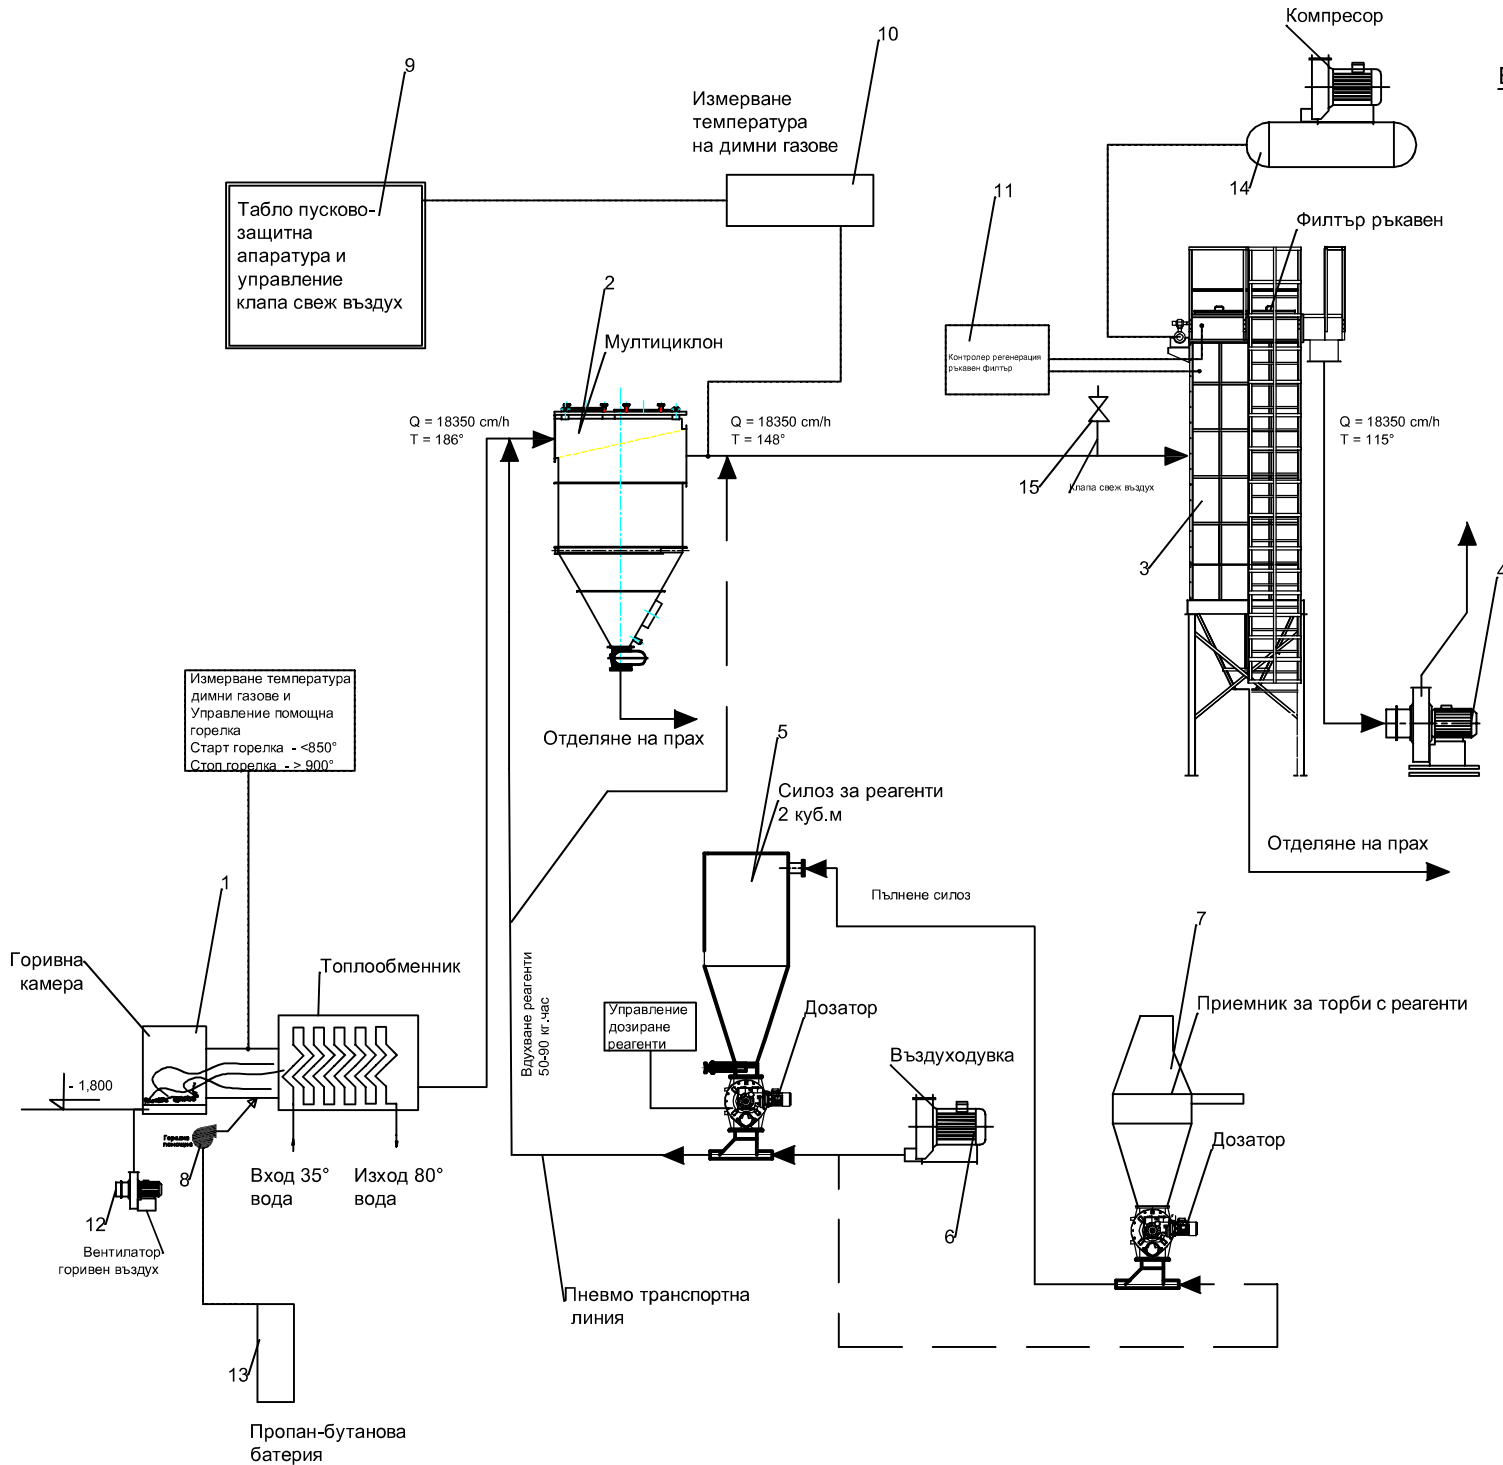 Компресор
10
9
Измерване
температура
на димни газове
14
11
Филтър ръкавен
Табло пусково-
защитна
апаратура и
управление
клапа свеж въздух
2
Мултициклон
Контролер регенерация
ръкавен филтър
Q = 18350 cm/h
T = 186°
Q = 18350 cm/h
T = 148°
Q = 18350 cm/h
T = 115°
15
Клапа свеж въздух
3
4
Измерване температура
димни газове и
Управление помощна
горелка
Старт горелка - <850°
Стоп горелка - > 900°
Отделяне на прах
5
Силоз за реагенти
2 куб.м
Отделяне на прах
1
Пълнене силоз
7
Горивна
камера
Топлообменник
Вдухване реагенти
50-90 кг.час
Управление
дозиране
реагенти
Дозатор
Приемник за торби с реагенти
Въздуходувка
- 1,800
Горелка
помощна
8
Вход 35°
вода
Изход 80°
вода
Дозатор
12
6
Вентилатор
горивен въздух
Пневмо транспортна
линия
13
Пропан-бутанова
батерия